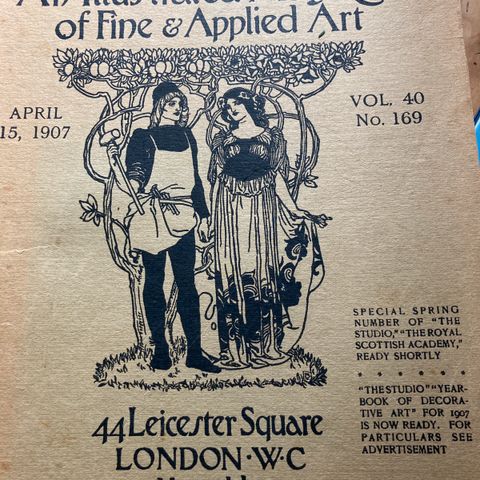 An Illustrated
of Fine & Applied Art
APRIL
15, 1907
VOL. 40
No. 169
SPECIAL SPRING
NUMBER OF "THE
STUDIO," "THE ROYAL
SCOTTISH ACADEMY,"
READY SHORTLY
"THE STUDIO" "YEAR-
BOOK OF DECORA-
TIVE ART" FOR 1907
IS NOW READY. FOR
PARTICULARS SEE
ADVERTISEMENT
44 Leicester Square
LONDON·W·C